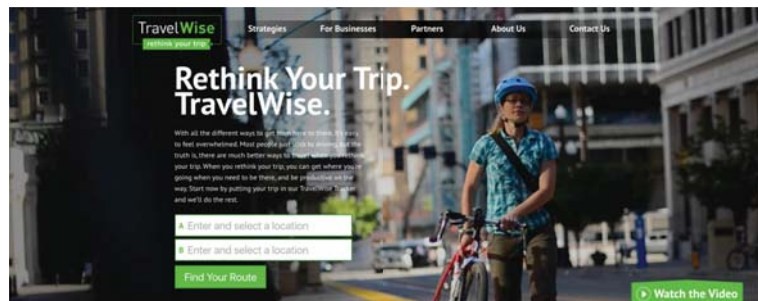 TravelWise
rethink your trip
Strategies For Businesses Partners About Us Contact Us
Rethink Your Trip.
TravelWise.
With all the different ways to get from here to there, it's easy
to feel overwhelmed. Most people just stick to driving, but the
truth is, there are much better ways to travel when you rethink
your trip. When you rethink your trip, you can get where you're
going when you need to be there, and be productive on the
way. Start now by putting your trip in our TravelWise Tracker
and we'll do the rest.
A Enter and select a location
B Enter and select a location
Find Your Route
Watch the Video